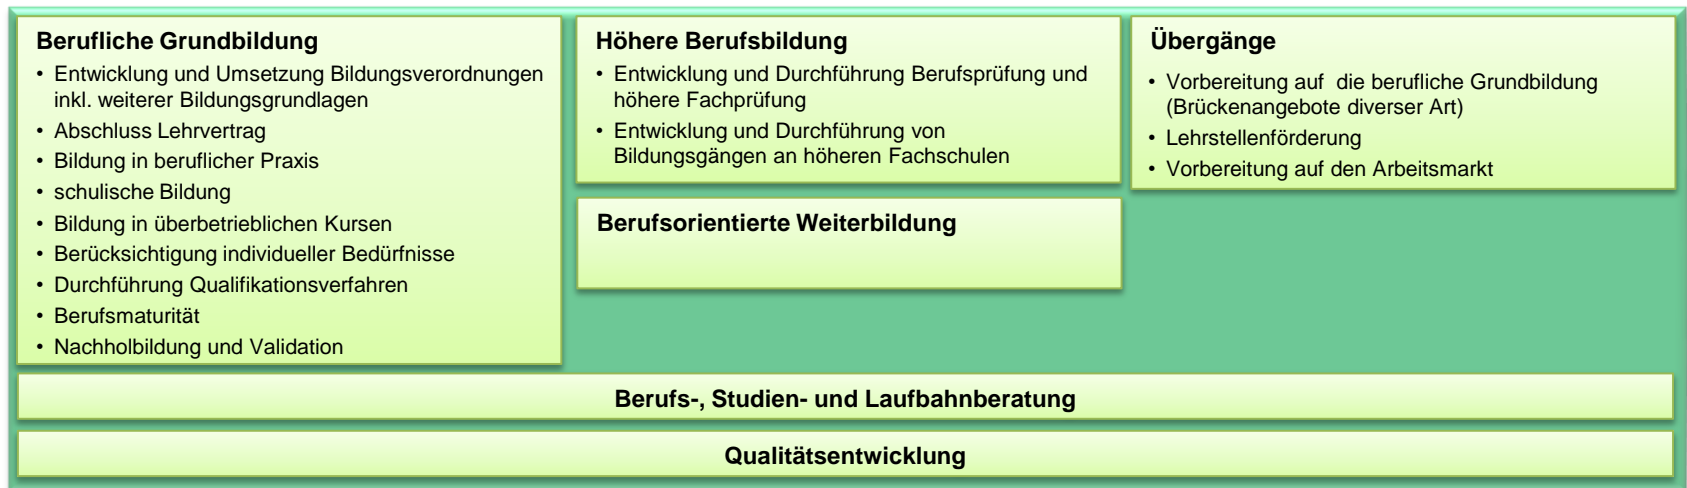 Berufliche Grundbildung
• Entwicklung und Umsetzung Bildungsverordnungen
inkl. weiterer Bildungsgrundlagen
• Abschluss Lehrvertrag
• Bildung in beruflicher Praxis
• schulische Bildung
• Bildung in überbetrieblichen Kursen
• Berücksichtigung individueller Bedürfnisse
• Durchführung Qualifikationsverfahren
• Berufsmaturität
• Nachholbildung und Validation
Höhere Berufsbildung
• Entwicklung und Durchführung Berufsprüfung und
höhere Fachprüfung
• Entwicklung und Durchführung von
Bildungsgängen an höheren Fachschulen
Berufsorientierte Weiterbildung
Übergänge
• Vorbereitung auf die berufliche Grundbildung
(Brückenangebote diverser Art)
• Lehrstellenförderung
• Vorbereitung auf den Arbeitsmarkt
Berufs-, Studien- und Laufbahnberatung
Qualitätsentwicklung